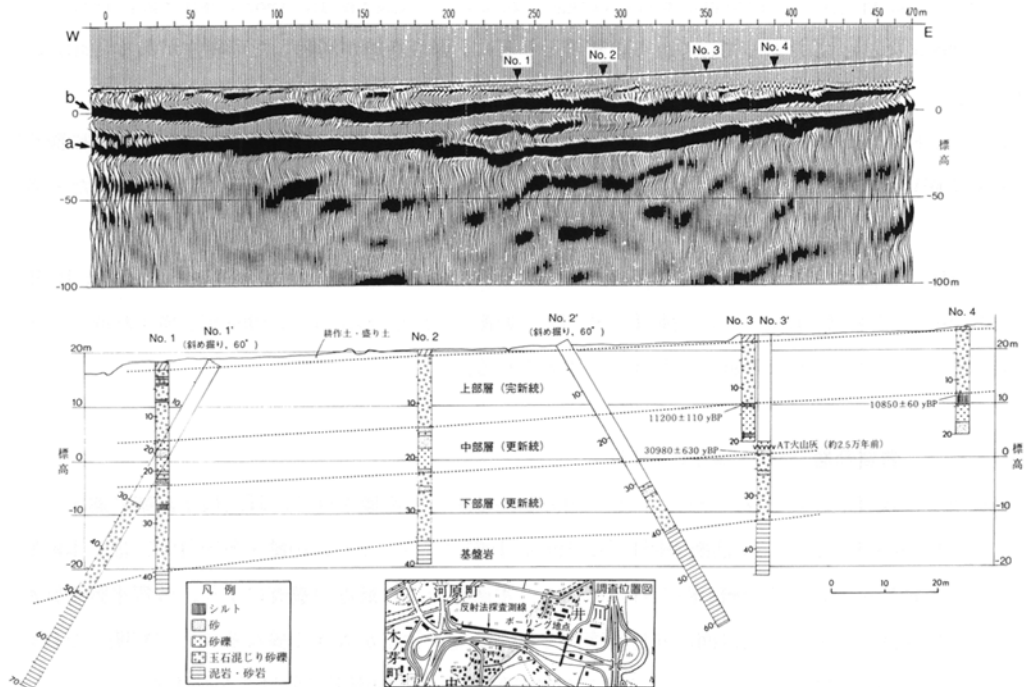 0 50 100 150 200 250 300 350 400 450 470m
W E
No. 1 No. 2 No. 3 No. 4
b
0 0
a
標高
-50 -50
-100 -100m
No. 1 No. 1' 耕作土・盛り土 No. 2 No. 2' No. 3 No. 3' No. 4
(斜め掘り, 60°) (斜め掘り, 60°)
20m 20m
上部層 (完新統)
10 10
11200±110 yBP 10850±60 yBP
標高 標高
中部層 (更新統)
AT火山灰 (約2.5万年前)
0 30980±630 yBP 0
下部層 (更新統)
-10 -10
基盤岩
-20 -20
0 10 20m
凡例
シルト
砂
砂礫
玉石混じり砂礫
泥岩・砂岩
河原町
調査位置図
反射法探査測線
ボーリング地点
井川
木芽町
中